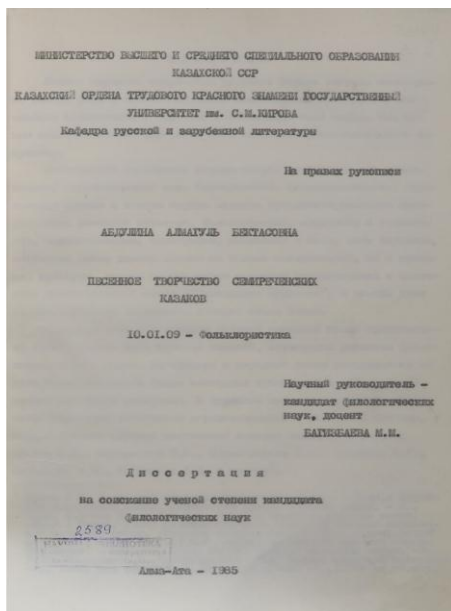 МИНИСТЕРСТВО ВЫСШЕГО И СРЕДНЕГО СПЕЦИАЛЬНОГО ОБРАЗОВАНИЯ
КАЗАХСКОЙ ССР
КАЗАХСКИЙ ОРДЕНА ТРУДОВОГО КРАСНОГО ЗНАМЕНИ ГОСУДАРСТВЕННЫЙ
УНИВЕРСИТЕТ им. С.М.КИРОВА
Кафедра русской и зарубежной литературы
На правах рукописи
АБДУЛИНА АЛМАГУЛЬ БЕКТАСОВНА
ПЕСЕННОЕ ТВОРЧЕСТВО СЕМИРЕЧЕНСКИХ
КАЗАКОВ
10.01.09 - Фольклористика
Научный руководитель -
кандидат филологических
наук, доцент
БАГИЗБАЕВА М.М.
Диссертация
на соискание ученой степени кандидата
филологических наук
2589
БИБЛИОТЕКА
Алма-Ата - 1985